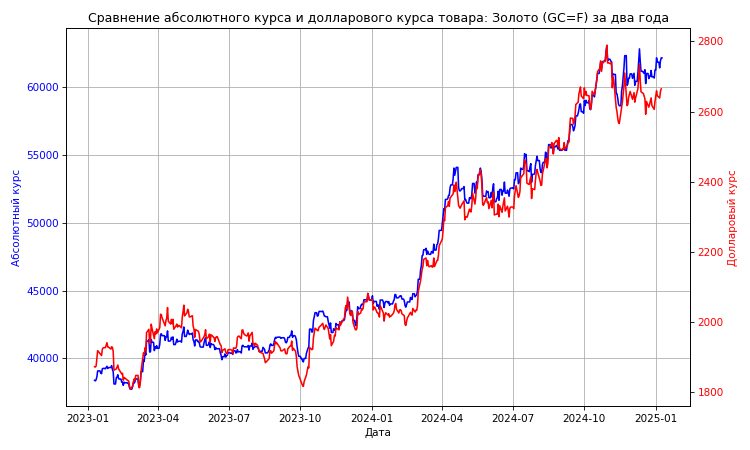 Сравнение абсолютного курса и долларового курса товара: Золото (GC=F) за два года
Абсолютный курс
60000
55000
50000
45000
40000
2800
2600
2400
2200
2000
1800
Долларовый курс
2023-01 2023-04 2023-07 2023-10 2024-01 2024-04 2024-07 2024-10 2025-01
Дата